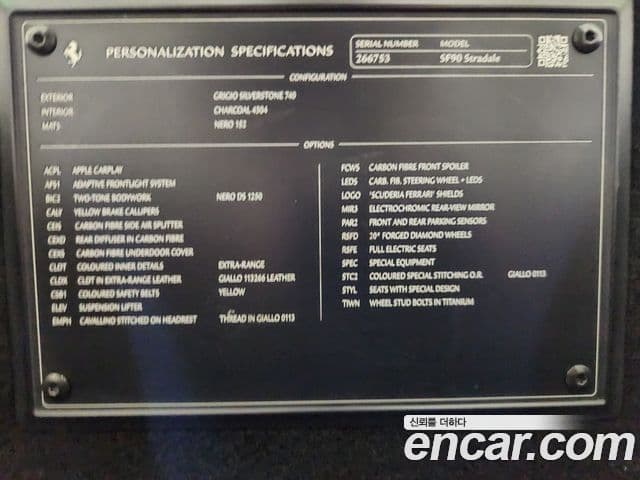 PERSONALIZATION SPECIFICATIONS
SERIAL NUMBER MODEL
266753 SF90 Stradale
CONFIGURATION
EXTERIOR GRIGIO SILVERSTONE 740
INTERIOR CHARCOAL 4304
MATS NERO 153
OPTIONS
ACPL APPLE CARPLAY
AFS1 ADAPTIVE FRONTLIGHT SYSTEM
BIC2 TWO-TONE BODYWORK NERO DS 1250
CALY YELLOW BRAKE CALLIPERS
CEI6 CARBON FIBRE SIDE AIR SPLITTER
CEXD REAR DIFFUSER IN CARBON FIBRE
CEX6 CARBON FIBRE UNDERDOOR COVER
CLDT COLOURED INNER DETAILS EXTRA-RANGE
CLDX CLDT IN EXTRA-RANGE LEATHER GIALLO 113266 LEATHER
CSB1 COLOURED SAFETY BELTS YELLOW
ELEV SUSPENSION LIFTER
EMPH CAVALLINO STITCHED ON HEADREST THREAD IN GIALLO 0113
FCWS CARBON FIBRE FRONT SPOILER
LEDS CARB. FIB. STEERING WHEEL + LEDS
LOGO 'SCUDERIA FERRARI' SHIELDS
MIR3 ELECTROCHROMIC REAR-VIEW MIRROR
PAR2 FRONT AND REAR PARKING SENSORS
RSFD 20" FORGED DIAMOND WHEELS
RSFE FULL ELECTRIC SEATS
SPEC SPECIAL EQUIPMENT
STC2 COLOURED SPECIAL STITCHING O.R. GIALLO 0113
STYL SEATS WITH SPECIAL DESIGN
TIWN WHEEL STUD BOLTS IN TITANIUM
신뢰를 더하다
encar.com